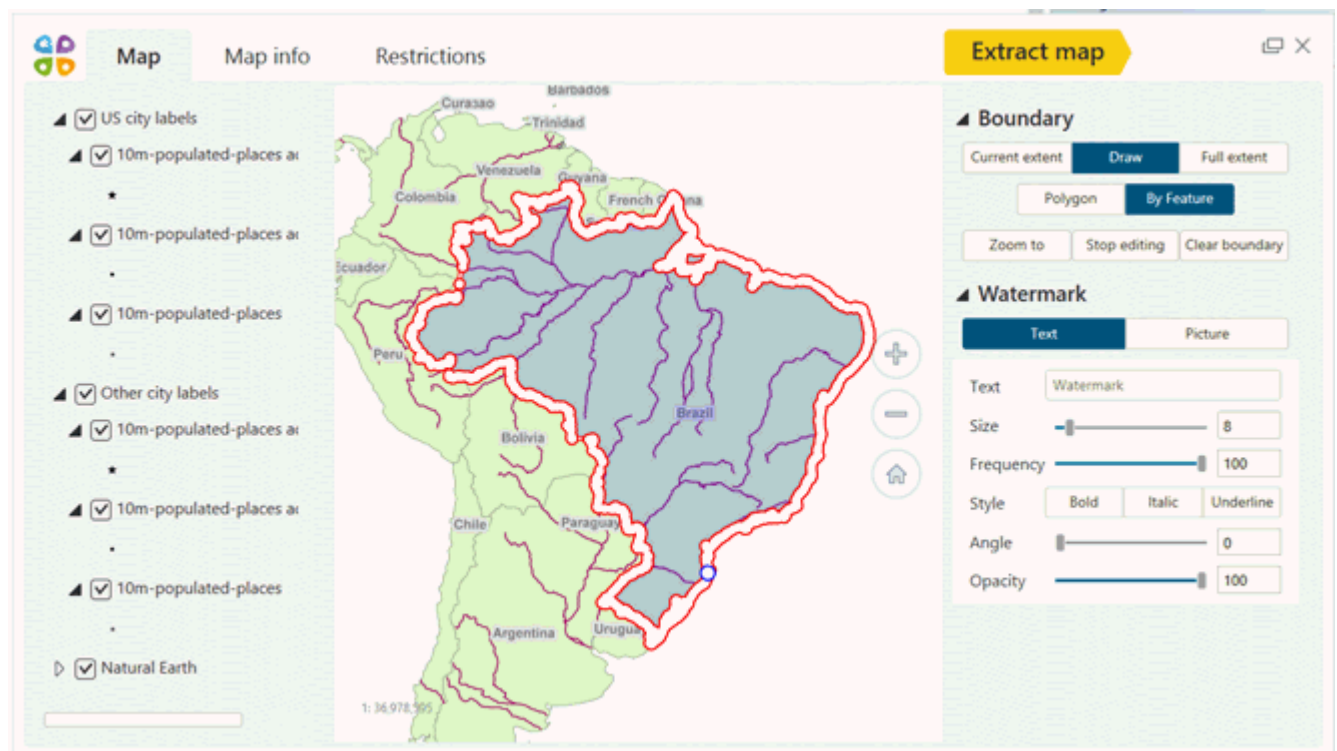 Map
Map info
Restrictions
Extract map
US city labels
10m-populated-places
10m-populated-places
10m-populated-places
Other city labels
10m-populated-places
10m-populated-places
10m-populated-places
Natural Earth
Barbados
Curaзao
Trinidad
Venezuela
Guyana
Colombia
French
Ecuador
Peru
Brazil
Bolivia
Chile
Paraguay
Argentina
Urugua
1: 36,978,595
Boundary
Current extent Draw Full extent
Polygon By Feature
Zoom to Stop editing Clear boundary
Watermark
Text Picture
Text Watermark
Size 8
Frequency 100
Style Bold Italic Underline
Angle 0
Opacity 100